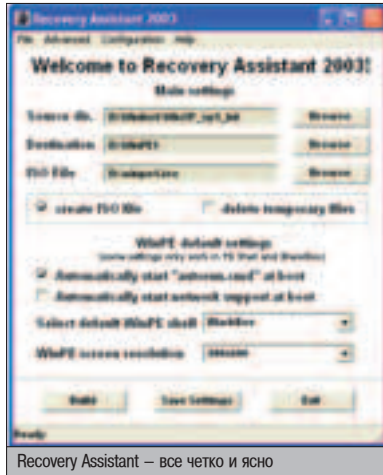 Recovery Assistant 2003
File Advanced Configuration Help
Welcome to Recovery Assistant 2003!
Main settings
Source dir. Browse
Destination Browse
ISO File Browse
create ISO file delete temporary files
WinPE default settings
Automatically start "autorun.cmd" at boot
Automatically start network support at boot
Select default WinPE shell
WinPE screen resolution
Build Save Settings Exit
Ready
Recovery Assistant – все четко и ясно